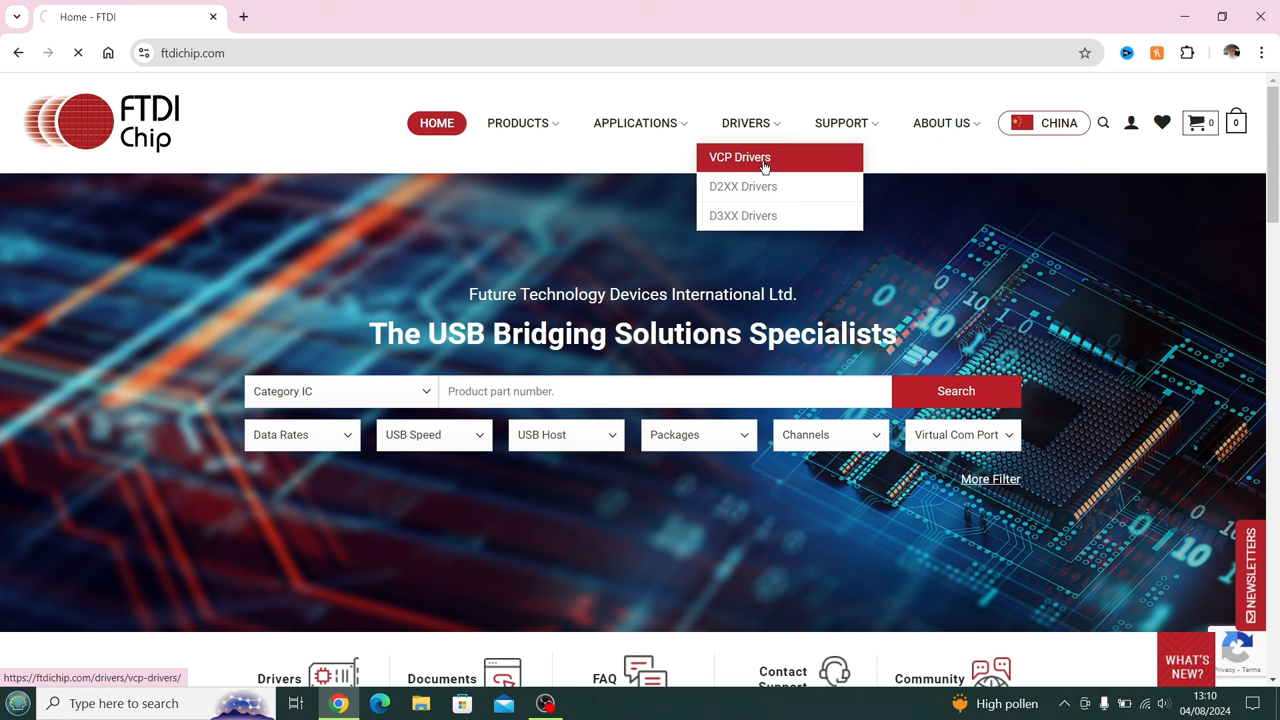 Home - FTDI
ftdichip.com
FTDI
Chip
HOME
PRODUCTS
APPLICATIONS
DRIVERS
SUPPORT
ABOUT US
CHINA
0
0
VCP Drivers
D2XX Drivers
D3XX Drivers
Future Technology Devices International Ltd.
The USB Bridging Solutions Specialists
Category IC
Product part number.
Search
Data Rates
USB Speed
USB Host
Packages
Channels
Virtual Com Port
More Filter
NEWSLETTERS
https://ftdichip.com/drivers/vcp-drivers/
Drivers
Documents
FAQ
Contact
Support
Community
WHAT'S
NEW?
Privacy - Terms
Type here to search
High pollen
13:10
04/08/2024